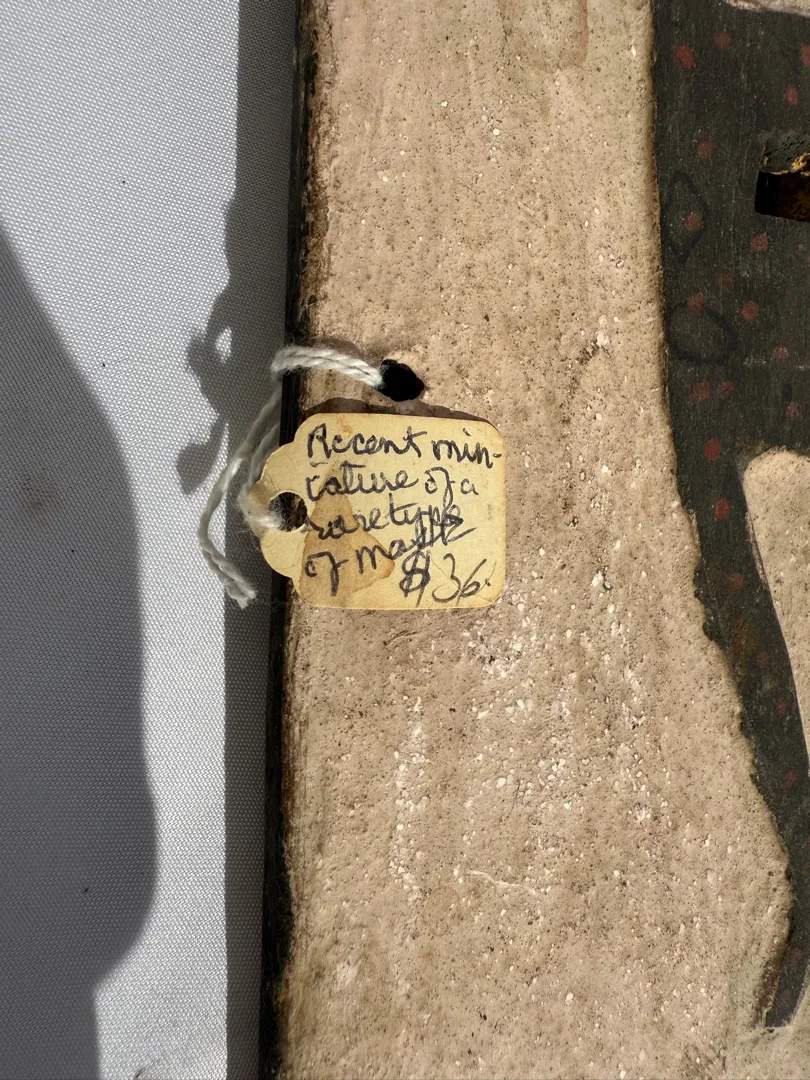 Recent min-
iature of a
rare type
of mask
$36.